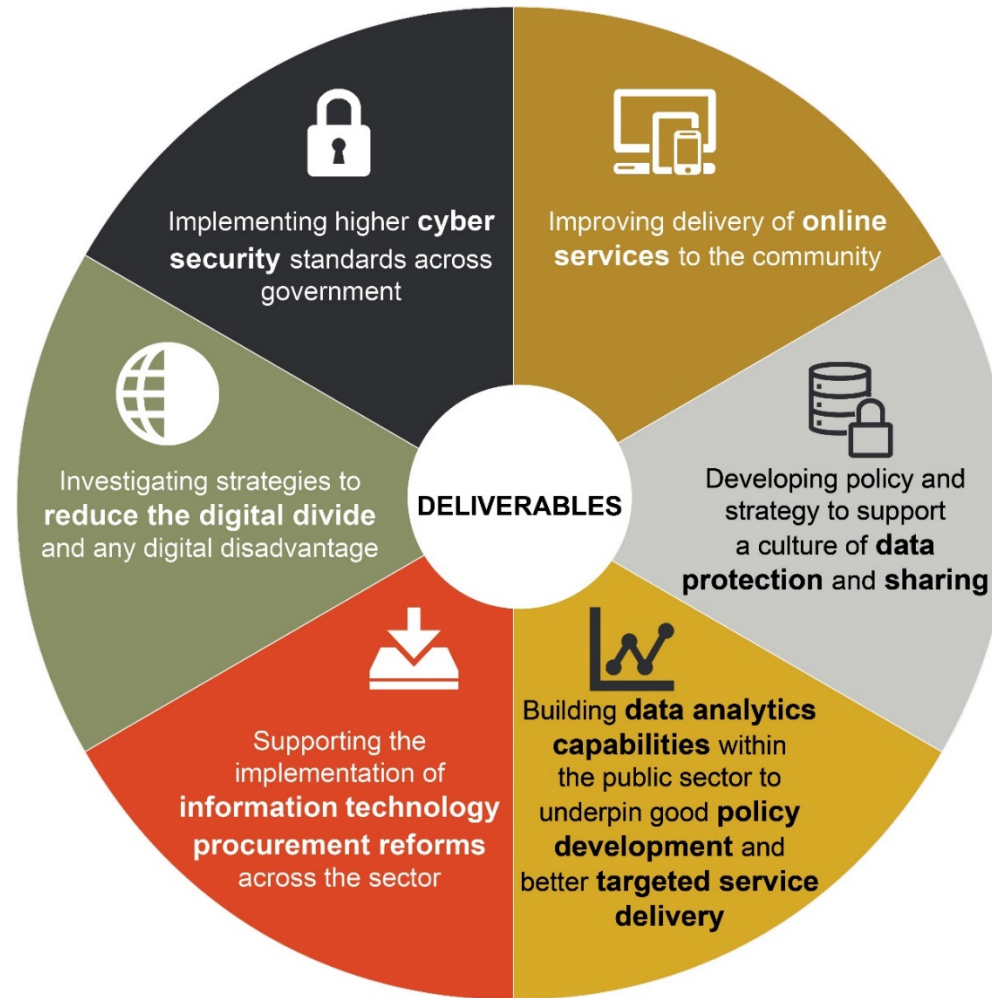 Implementing higher cyber
security standards across
government
Improving delivery of online
services to the community
Investigating strategies to
reduce the digital divide
and any digital disadvantage
DELIVERABLES
Developing policy and
strategy to support
a culture of data
protection and sharing
Supporting the
implementation of
information technology
procurement reforms
across the sector
Building data analytics
capabilities within
the public sector to
underpin good policy
development and
better targeted service
delivery